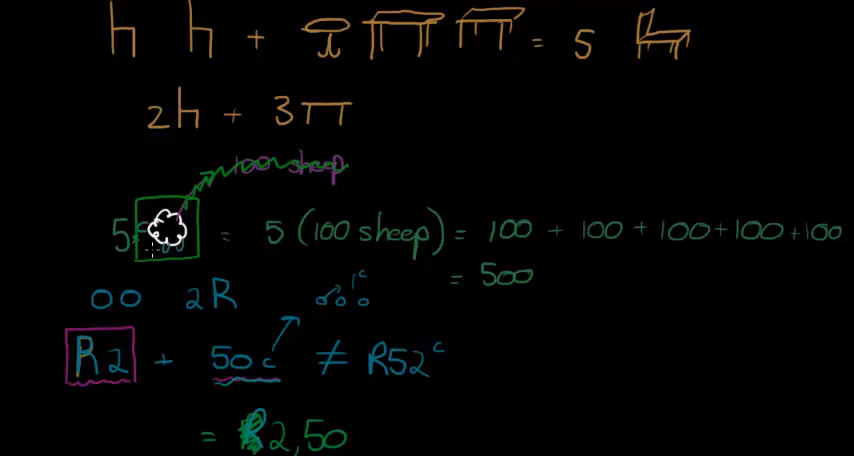 h h + = 5
2h + 3π
100 sheep
5 = 5 (100 sheep) = 100 + 100 + 100 + 100 + 100
= 500
00 2R 1c
R2 + 50c ≠ R52c
= R2,50